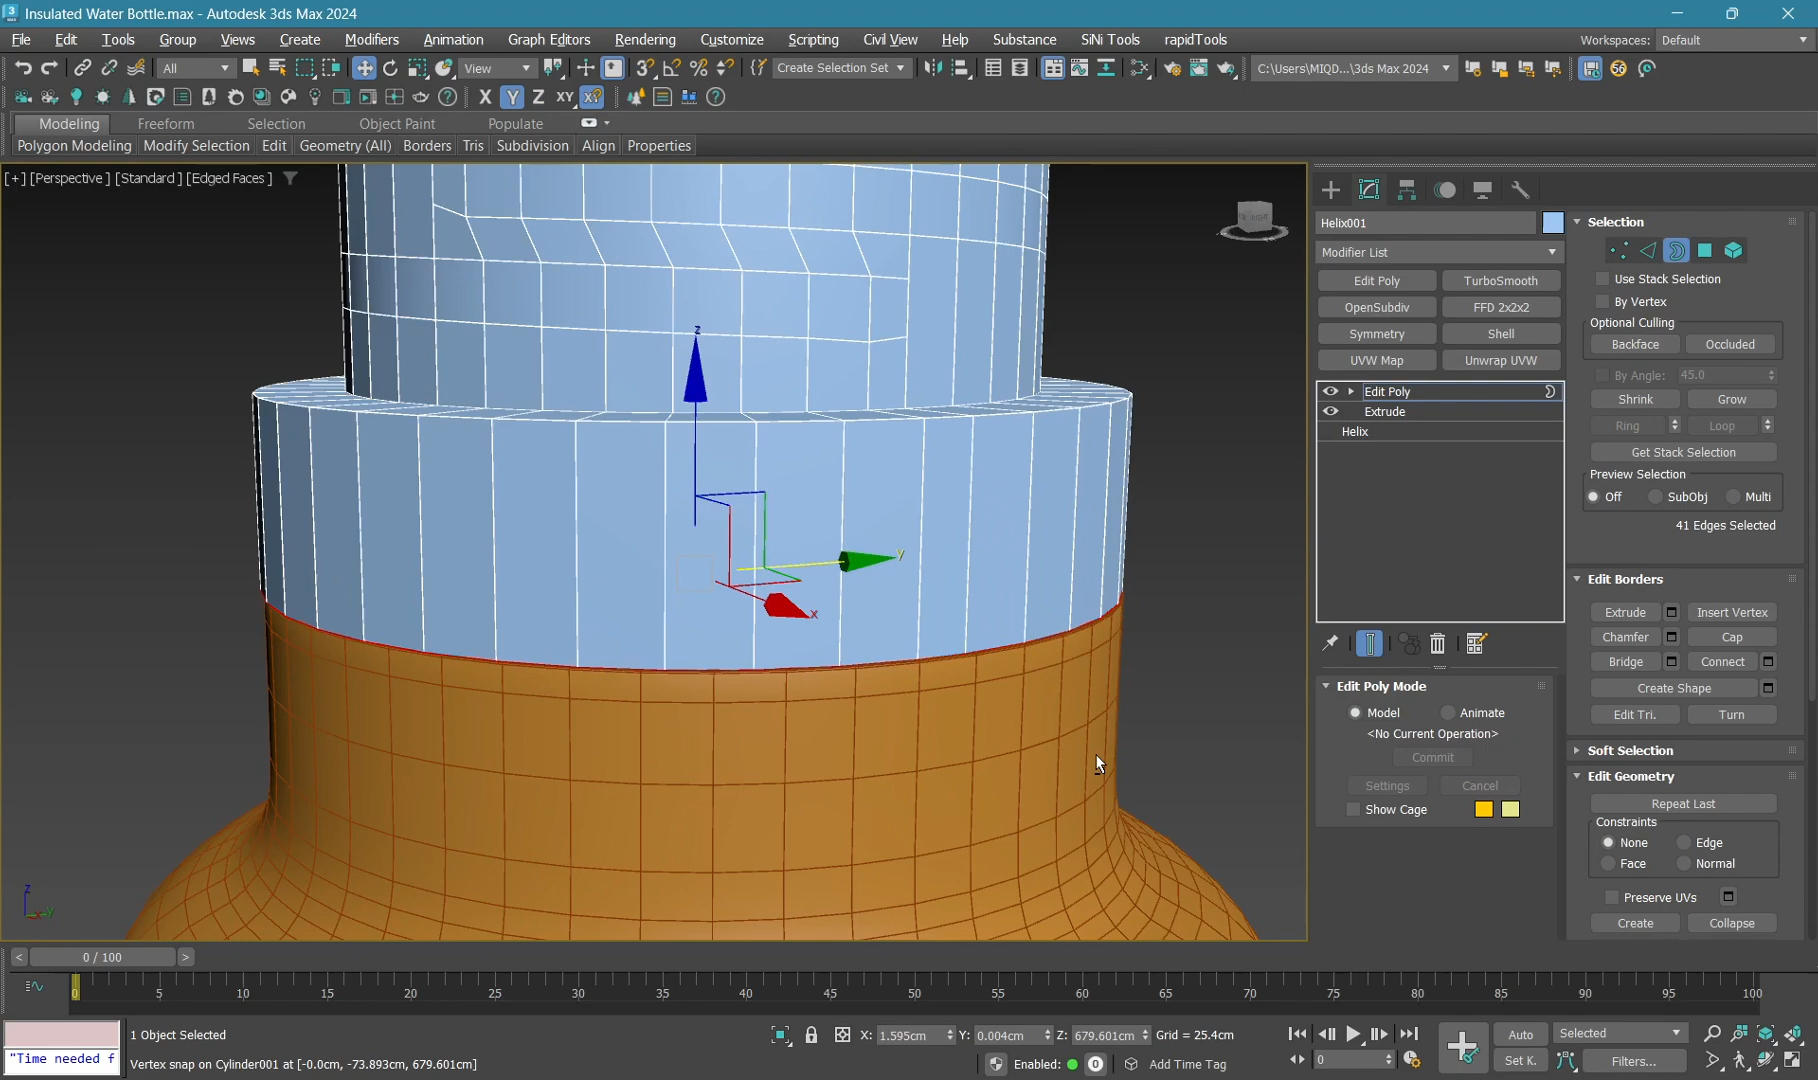 Insulated Water Bottle.max - Autodesk 3ds Max 2024
File Edit Tools Group Views Create Modifiers Animation Graph Editors Rendering Customize Scripting Civil View Help Substance SiNi Tools rapidTools Workspaces: Default
All View Create Selection Set C:\Users\MIQD...\3ds Max 2024
X Y Z XY
Modeling Freeform Selection Object Paint Populate
Polygon Modeling Modify Selection Edit Geometry (All) Borders Tris Subdivision Align Properties
[+] [Perspective ] [Standard ] [Edged Faces ]
Helix001
Modifier List
Edit Poly TurboSmooth
OpenSubdiv FFD 2x2x2
Symmetry Shell
UVW Map Unwrap UVW
Edit Poly
Extrude
Helix
Edit Poly Mode
Model Animate
<No Current Operation>
Commit
Settings Cancel
Show Cage
Selection
Use Stack Selection
By Vertex
Optional Culling
Backface Occluded
By Angle: 45.0
Shrink Grow
Ring Loop
Get Stack Selection
Preview Selection
Off SubObj Multi
41 Edges Selected
Edit Borders
Extrude Insert Vertex
Chamfer Cap
Bridge Connect
Create Shape
Edit Tri. Turn
Soft Selection
Edit Geometry
Repeat Last
Constraints
None Edge
Face Normal
Preserve UVs
Create Collapse
z
y
x
z
x y
< 0 / 100 >
0 5 10 15 20 25 30 35 40 45 50 55 60 65 70 75 80 85 90 95 100
1 Object Selected
X: 1.595cm Y: 0.004cm Z: 679.601cm Grid = 25.4cm
Auto Selected
"Time needed f
Vertex snap on Cylinder001 at [-0.0cm, -73.893cm, 679.601cm]
Enabled: 0 Add Time Tag
0
Set K. Filters...